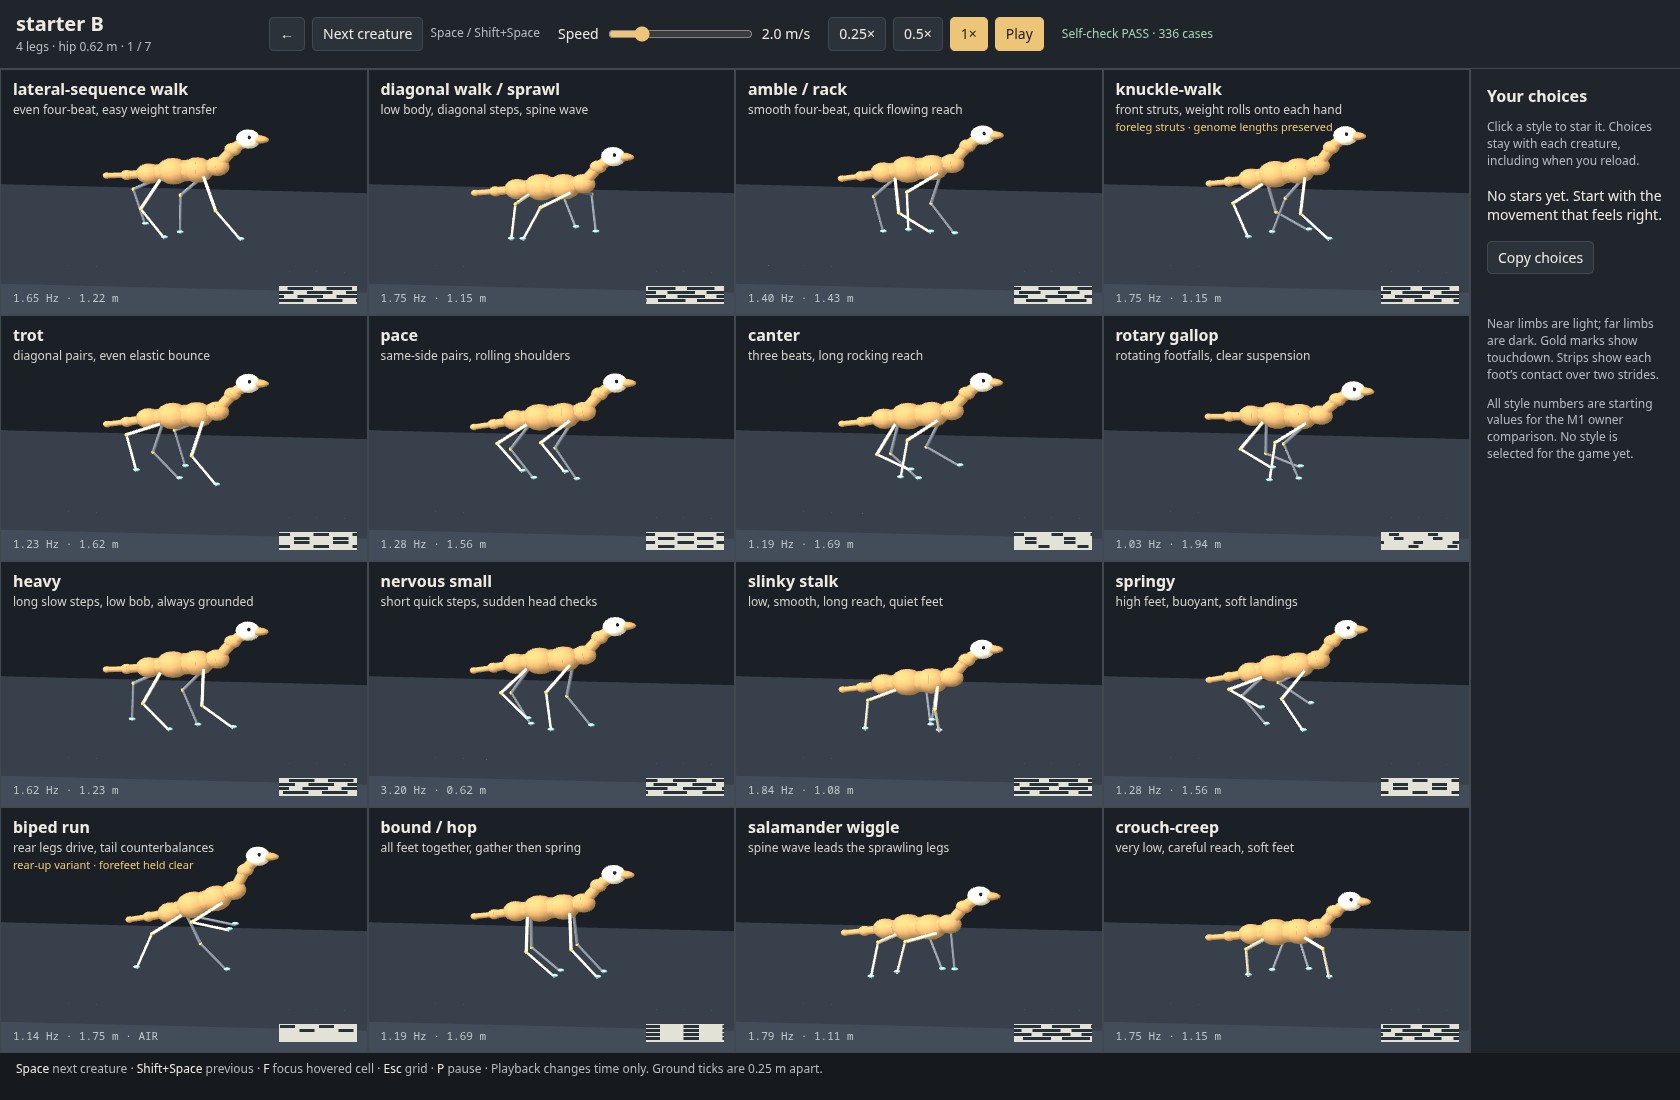 starter B
4 legs · hip 0.62 m · 1 / 7
←
Next creature
Space / Shift+Space
Speed
2.0 m/s
0.25×
0.5×
1×
Play
Self-check PASS · 336 cases
lateral-sequence walk
even four-beat, easy weight transfer
1.65 Hz · 1.22 m
diagonal walk / sprawl
low body, diagonal steps, spine wave
1.75 Hz · 1.15 m
amble / rack
smooth four-beat, quick flowing reach
1.40 Hz · 1.43 m
knuckle-walk
front struts, weight rolls onto each hand
foreleg struts · genome lengths preserved
1.75 Hz · 1.15 m
trot
diagonal pairs, even elastic bounce
1.23 Hz · 1.62 m
pace
same-side pairs, rolling shoulders
1.28 Hz · 1.56 m
canter
three beats, long rocking reach
1.19 Hz · 1.69 m
rotary gallop
rotating footfalls, clear suspension
1.03 Hz · 1.94 m
heavy
long slow steps, low bob, always grounded
1.62 Hz · 1.23 m
nervous small
short quick steps, sudden head checks
3.20 Hz · 0.62 m
slinky stalk
low, smooth, long reach, quiet feet
1.84 Hz · 1.08 m
springy
high feet, buoyant, soft landings
1.28 Hz · 1.56 m
biped run
rear legs drive, tail counterbalances
rear-up variant · forefeet held clear
1.14 Hz · 1.75 m · AIR
bound / hop
all feet together, gather then spring
1.19 Hz · 1.69 m
salamander wiggle
spine wave leads the sprawling legs
1.79 Hz · 1.11 m
crouch-creep
very low, careful reach, soft feet
1.75 Hz · 1.15 m
Your choices
Click a style to star it. Choices
stay with each creature,
including when you reload.
No stars yet. Start with the
movement that feels right.
Copy choices
Near limbs are light; far limbs
are dark. Gold marks show
touchdown. Strips show each
foot's contact over two strides.
All style numbers are starting
values for the M1 owner
comparison. No style is
selected for the game yet.
Space next creature · Shift+Space previous · F focus hovered cell · Esc grid · P pause · Playback changes time only. Ground ticks are 0.25 m apart.